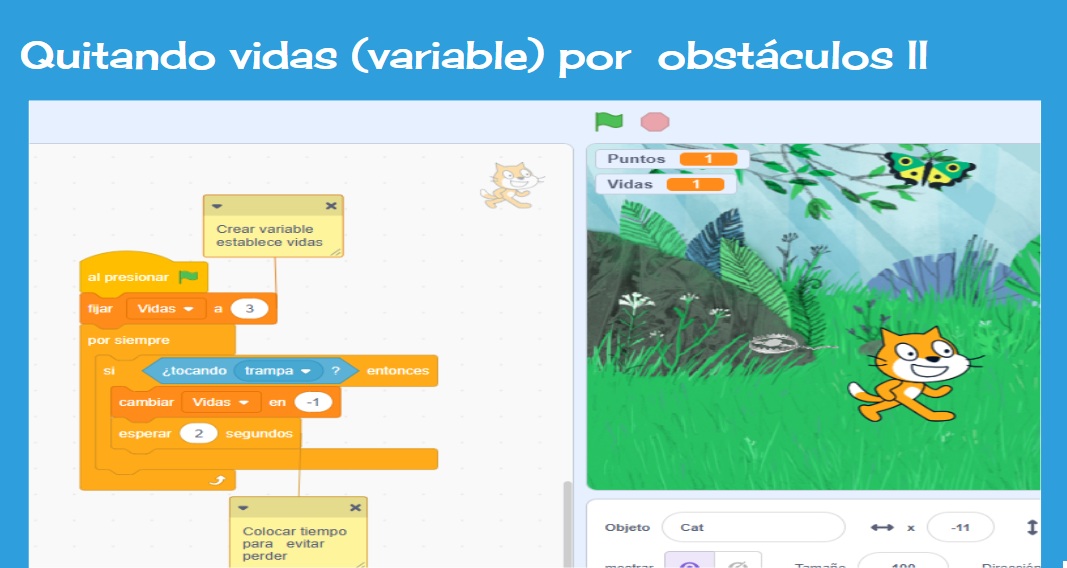 Quitando vidas (variable) por obstáculos II
Puntos 1
Vidas 1
Crear variable
establece vidas
al presionar
fijar Vidas a 3
por siempre
si ¿tocando trampa ? entonces
cambiar Vidas en -1
esperar 2 segundos
Colocar tiempo
para evitar
perder
Objeto Cat x -11
mostrar Tamaño 100 Dirección